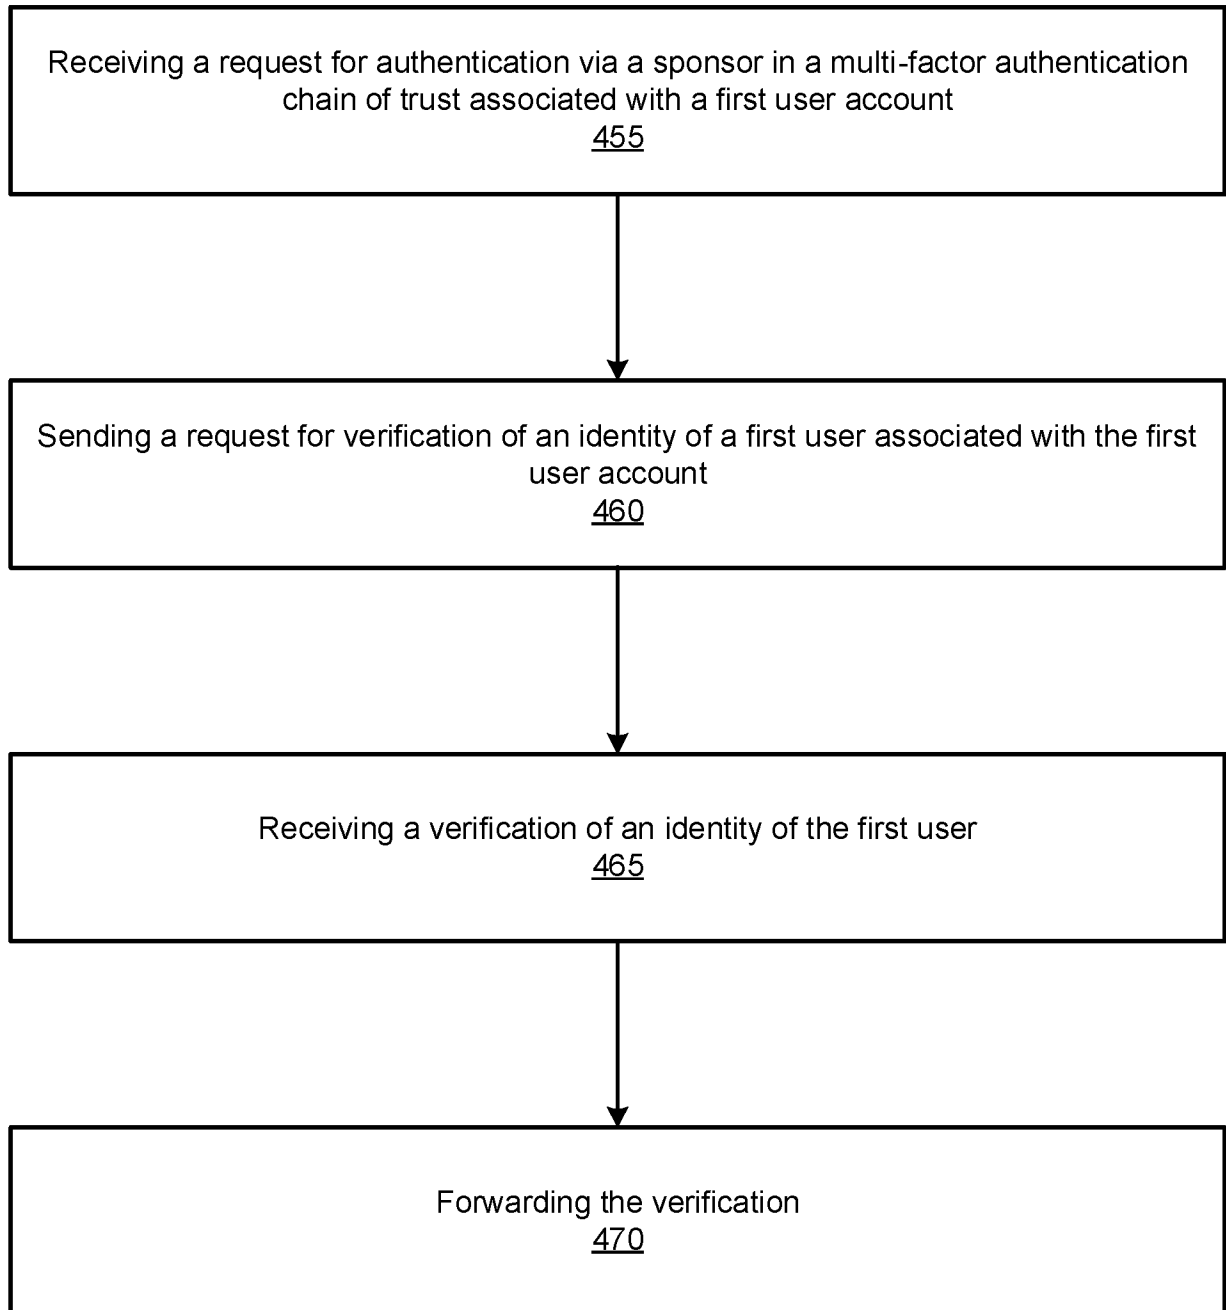 Receiving a request for authentication via a sponsor in a multi-factor authentication
chain of trust associated with a first user account
455
Sending a request for verification of an identity of a first user associated with the first
user account
460
Receiving a verification of an identity of the first user
465
Forwarding the verification
470